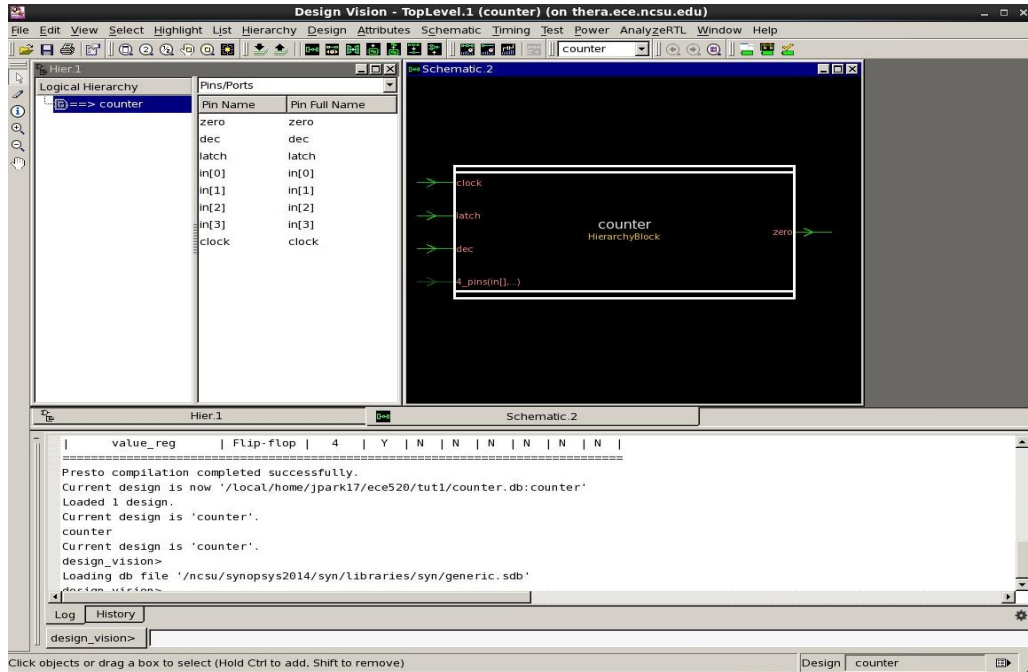 Design Vision - TopLevel.1 (counter) (on thera.ece.ncsu.edu)
File Edit View Select Highlight List Hierarchy Design Attributes Schematic Timing Test Power AnalyzeRTL Window Help
counter
Hier.1
Logical Hierarchy
==> counter
Pins/Ports
Pin Name Pin Full Name
zero zero
dec dec
latch latch
in[0] in[0]
in[1] in[1]
in[2] in[2]
in[3] in[3]
clock clock
Schematic.2
clock
latch
dec
4_pins(in[],...)
counter
HierarchyBlock
zero
Hier.1
Schematic.2
| value_reg | Flip-flop | 4 | Y | N | N | N | N | N | N |
===============================================================================
Presto compilation completed successfully.
Current design is now '/local/home/jpark17/ece520/tut1/counter.db:counter'
Loaded 1 design.
Current design is 'counter'.
counter
Current design is 'counter'.
design_vision>
Loading db file '/ncsu/synopsys2014/syn/libraries/syn/generic.sdb'
design_vision>
Log History
design_vision>
Click objects or drag a box to select (Hold Ctrl to add, Shift to remove)
Design counter